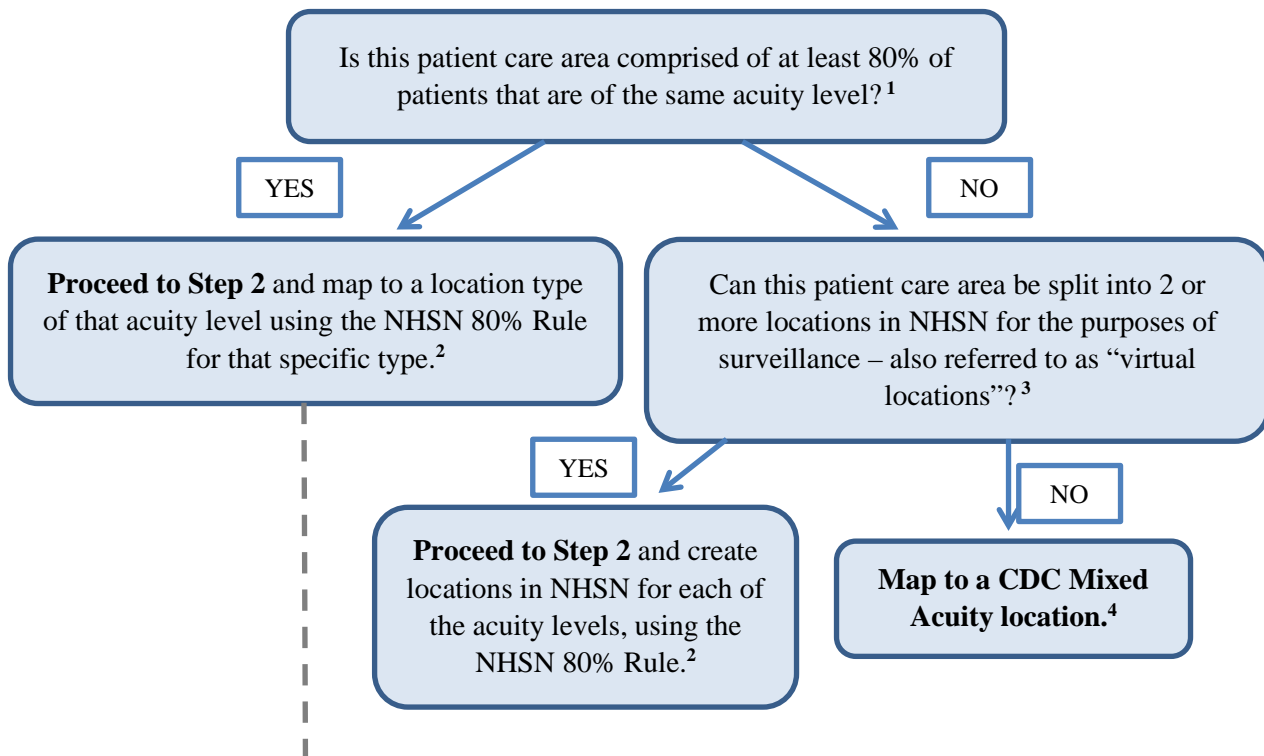 Is this patient care area comprised of at least 80% of
patients that are of the same acuity level? 1
YES
NO
Proceed to Step 2 and map to a location type
of that acuity level using the NHSN 80% Rule
for that specific type.2
Can this patient care area be split into 2 or
more locations in NHSN for the purposes of
surveillance – also referred to as “virtual
locations”? 3
YES
NO
Proceed to Step 2 and create
locations in NHSN for each of
the acuity levels, using the
NHSN 80% Rule.2
Map to a CDC Mixed
Acuity location.4